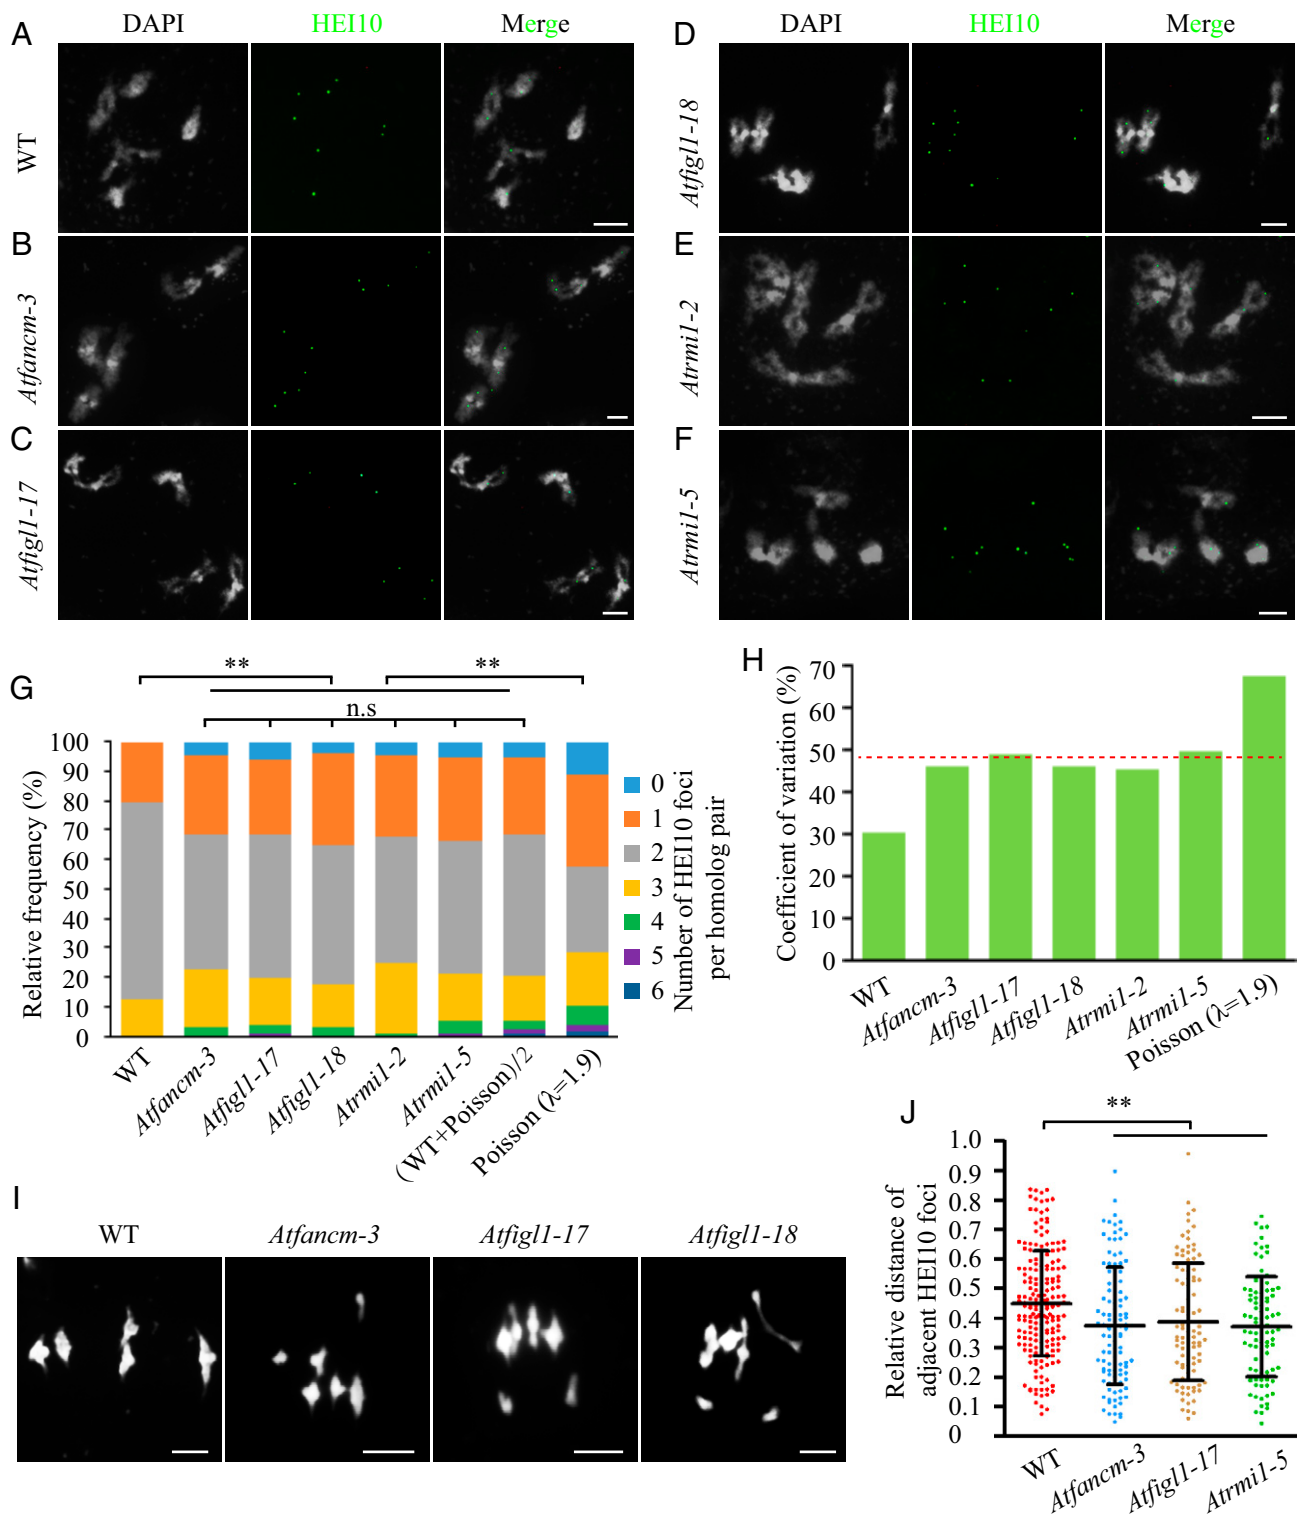 A
DAPI
HEI10
Merge
WT
B
Atfancm-3
C
Atfigl1-17
D
DAPI
HEI10
Merge
Atfigl1-18
E
Atrmi1-2
F
Atrmi1-5
G
**
**
n.s
Relative frequency (%)
100
90
80
70
60
50
40
30
20
10
0
WT
Atfancm-3
Atfigl1-17
Atfigl1-18
Atrmi1-2
Atrmi1-5
(WT+Poisson)/2
Poisson (λ=1.9)
0
1
2
3
4
5
6
Number of HEI10 foci
per homolog pair
H
Coefficient of variation (%)
70
60
50
40
30
20
10
0
WT
Atfancm-3
Atfigl1-17
Atfigl1-18
Atrmi1-2
Atrmi1-5
Poisson (λ=1.9)
I
WT
Atfancm-3
Atfigl1-17
Atfigl1-18
J
**
Relative distance of
adjacent HEI10 foci
1.0
0.9
0.8
0.7
0.6
0.5
0.4
0.3
0.2
0.1
0
WT
Atfancm-3
Atfigl1-17
Atrmi1-5